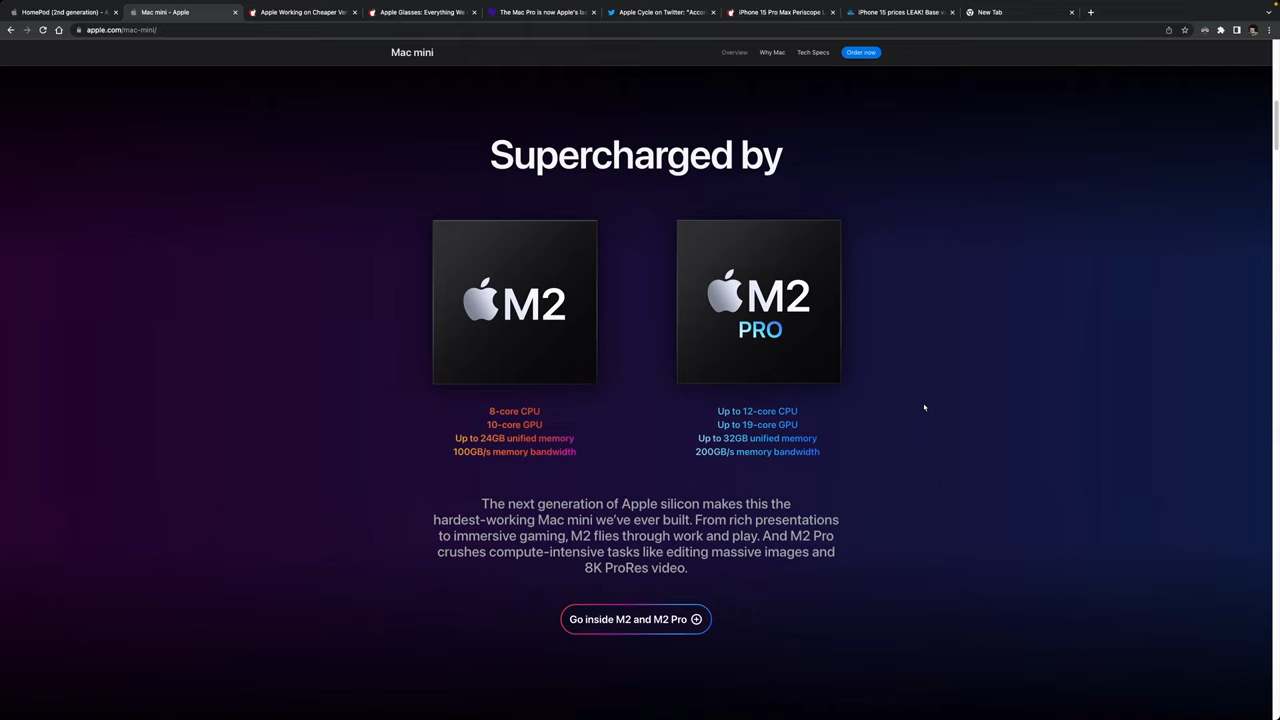 HomePod (2nd generation) - A
Mac mini - Apple
Apple Working on Cheaper Ver
Apple Glasses: Everything We
The Mac Pro is now Apple's la
Apple Cycle on Twitter: "Acco
iPhone 15 Pro Max Periscope L
iPhone 15 prices LEAK! Base v
New Tab
apple.com/mac-mini/
Mac mini
Overview
Why Mac
Tech Specs
Order now
Supercharged by
M2
M2
PRO
8-core CPU
10-core GPU
Up to 24GB unified memory
100GB/s memory bandwidth
Up to 12-core CPU
Up to 19-core GPU
Up to 32GB unified memory
200GB/s memory bandwidth
The next generation of Apple silicon makes this the
hardest-working Mac mini we've ever built. From rich presentations
to immersive gaming, M2 flies through work and play. And M2 Pro
crushes compute-intensive tasks like editing massive images and
8K ProRes video.
Go inside M2 and M2 Pro